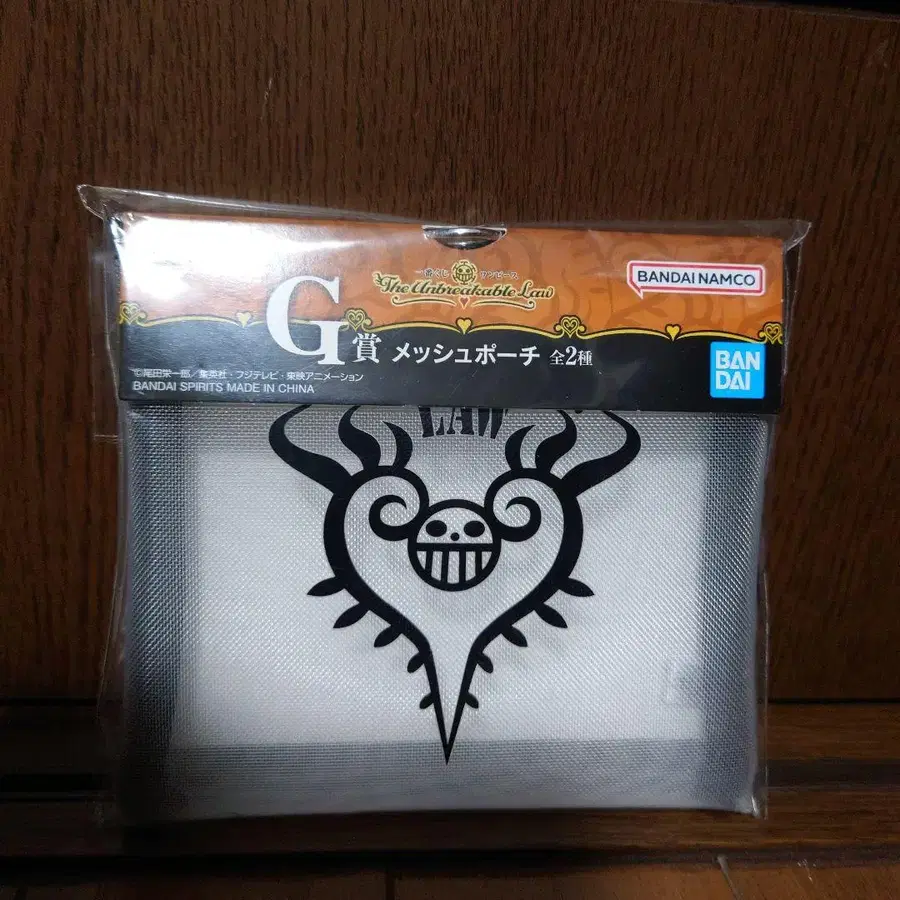 一番くじ ワンピース
The Unbreakable Law
BANDAI NAMCO
G賞 メッシュポーチ 全2種
©尾田栄一郎／集英社・フジテレビ・東映アニメーション
BANDAI SPIRITS MADE IN CHINA
BAN
DAI
LAW